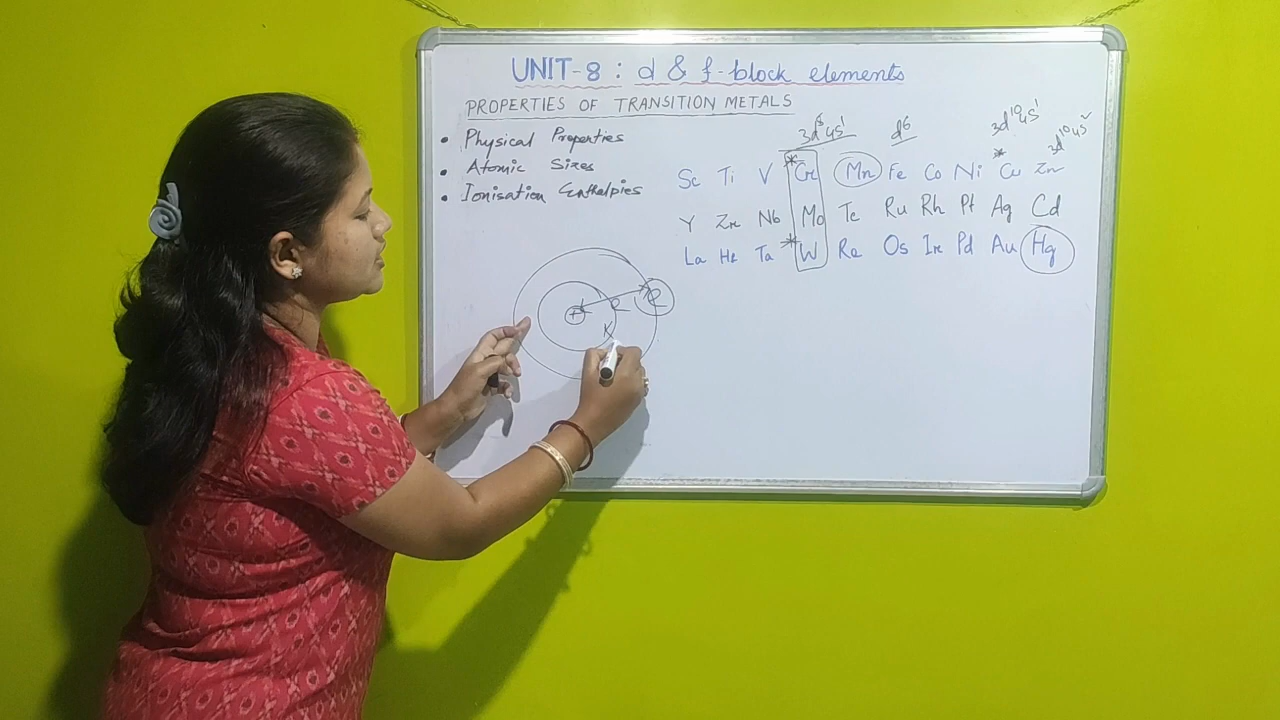 UNIT-8 : d & f-block elements
PROPERTIES OF TRANSITION METALS
• Physical Properties
• Atomic Sizes
• Ionisation Enthalpies
3d⁵4s¹ d⁶ 3d¹⁰4s¹ 3d¹⁰4s²
Sc Ti V *Cr Mn Fe Co Ni *Cu Zn
Y Zr Nb Mo Tc Ru Rh Pt Ag Cd
La Hf Ta *W Re Os Ir Pd Au Hg
K